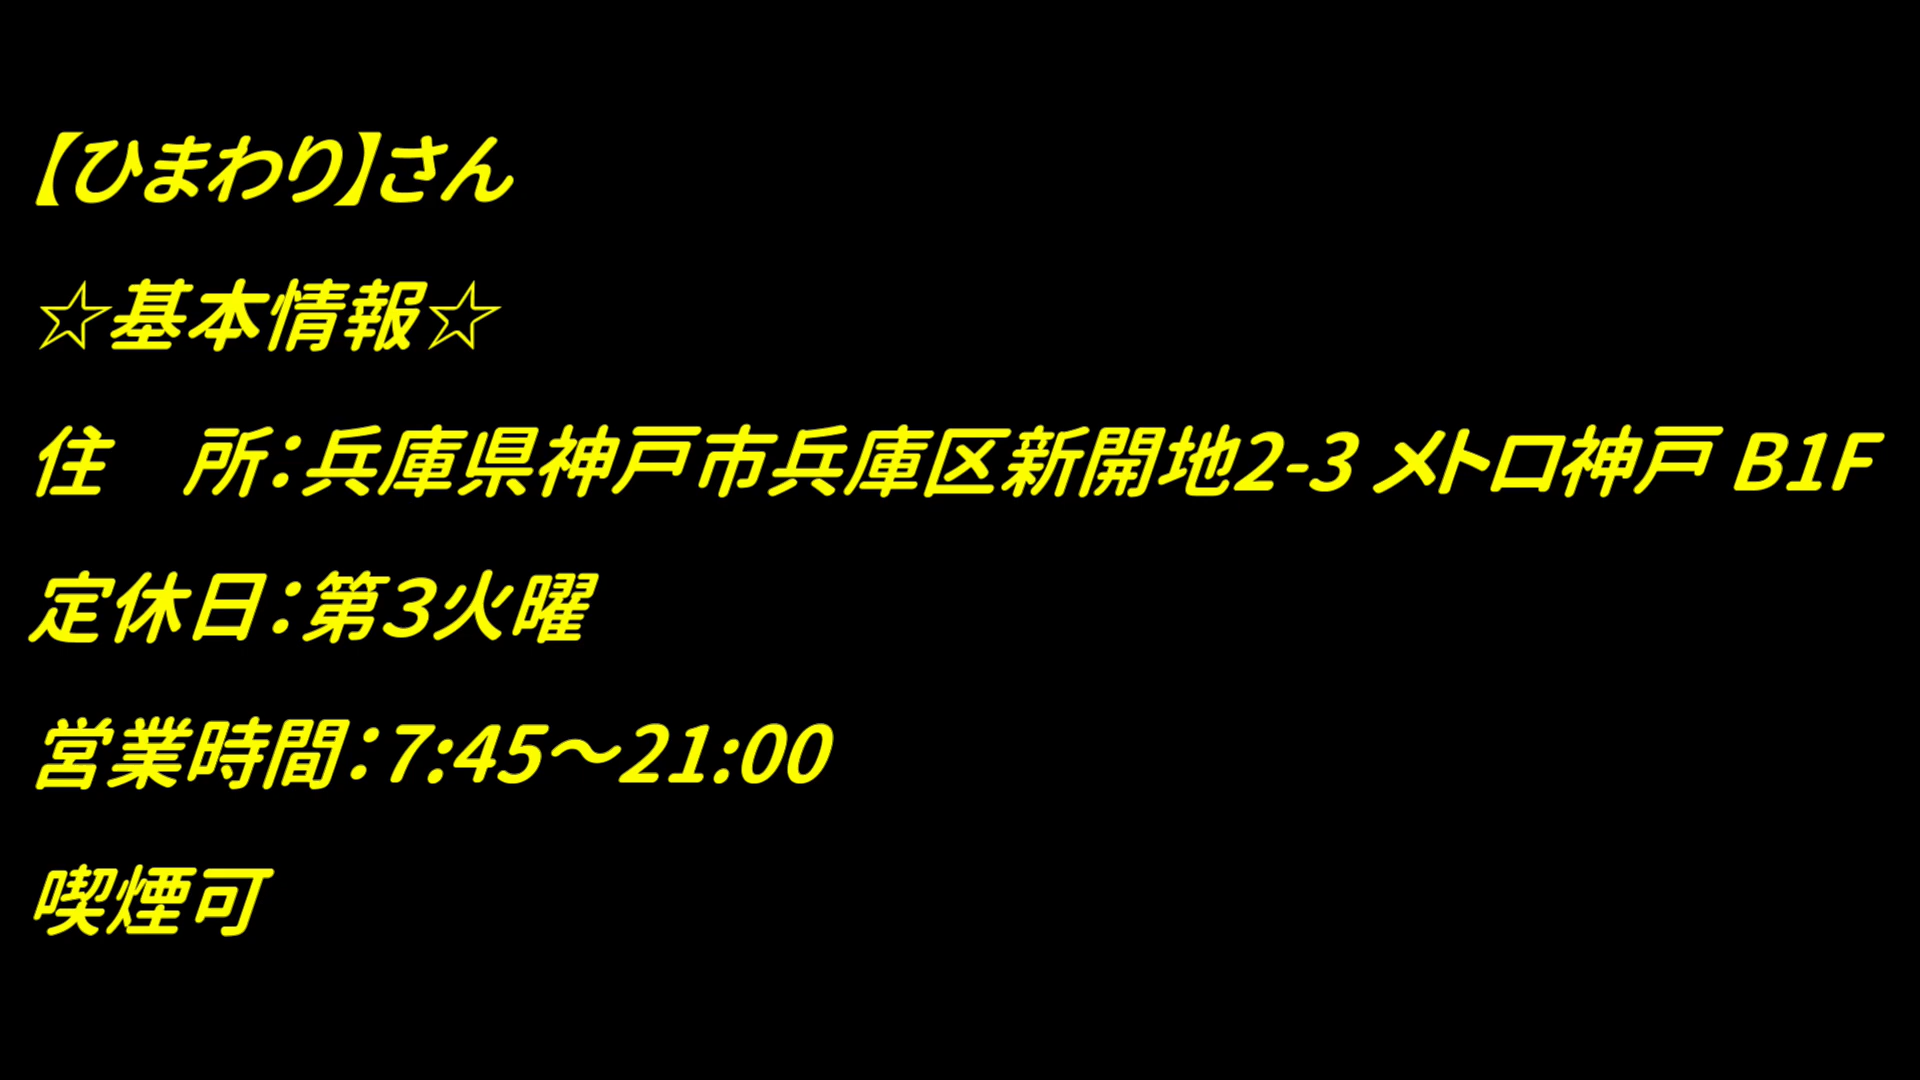 【ひまわり】さん
☆基本情報☆
住　所：兵庫県神戸市兵庫区新開地2-3 メトロ神戸 B1F
定休日：第３火曜
営業時間：7:45～21:00
喫煙可